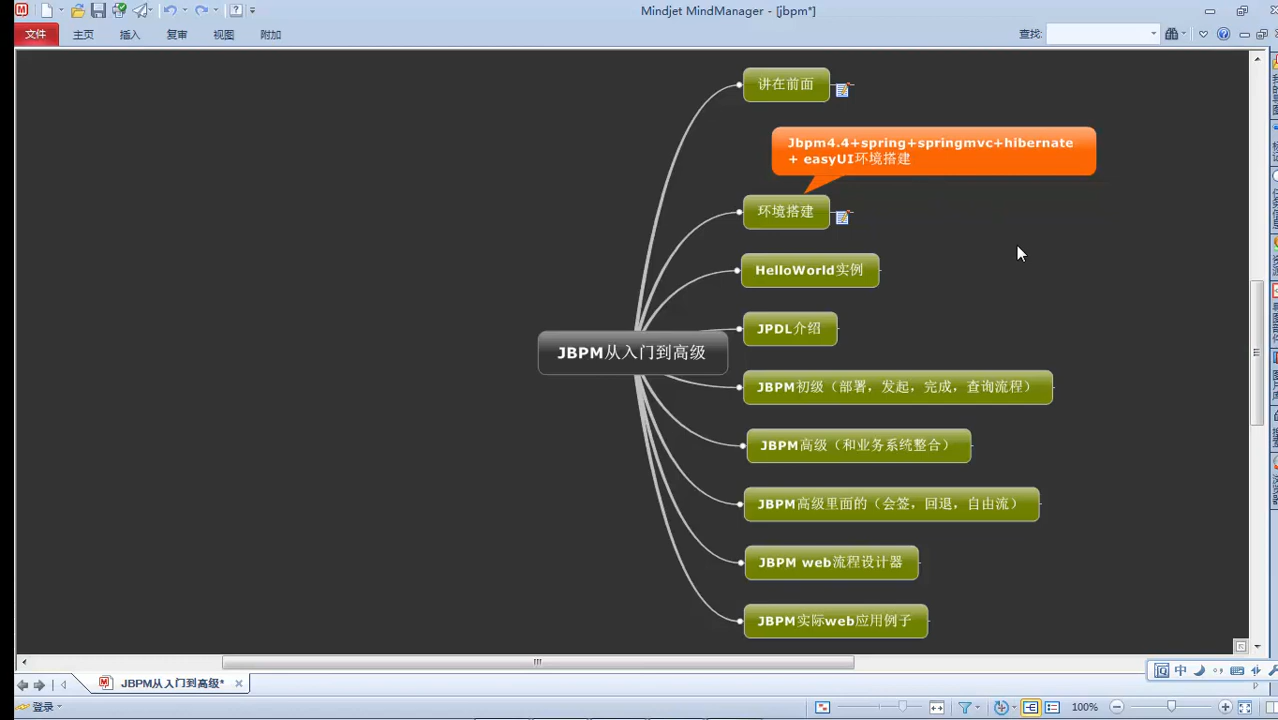 Mindjet MindManager - [jbpm*]
文件
主页
插入
复审
视图
附加
查找:
讲在前面
Jbpm4.4+spring+springmvc+hibernate
+ easyUI环境搭建
环境搭建
HelloWorld实例
JPDL介绍
JBPM从入门到高级
JBPM初级（部署，发起，完成，查询流程）
JBPM高级（和业务系统整合）
JBPM高级里面的（会签，回退，自由流）
JBPM web流程设计器
JBPM实际web应用例子
中
JBPM从入门到高级*
登录
100%